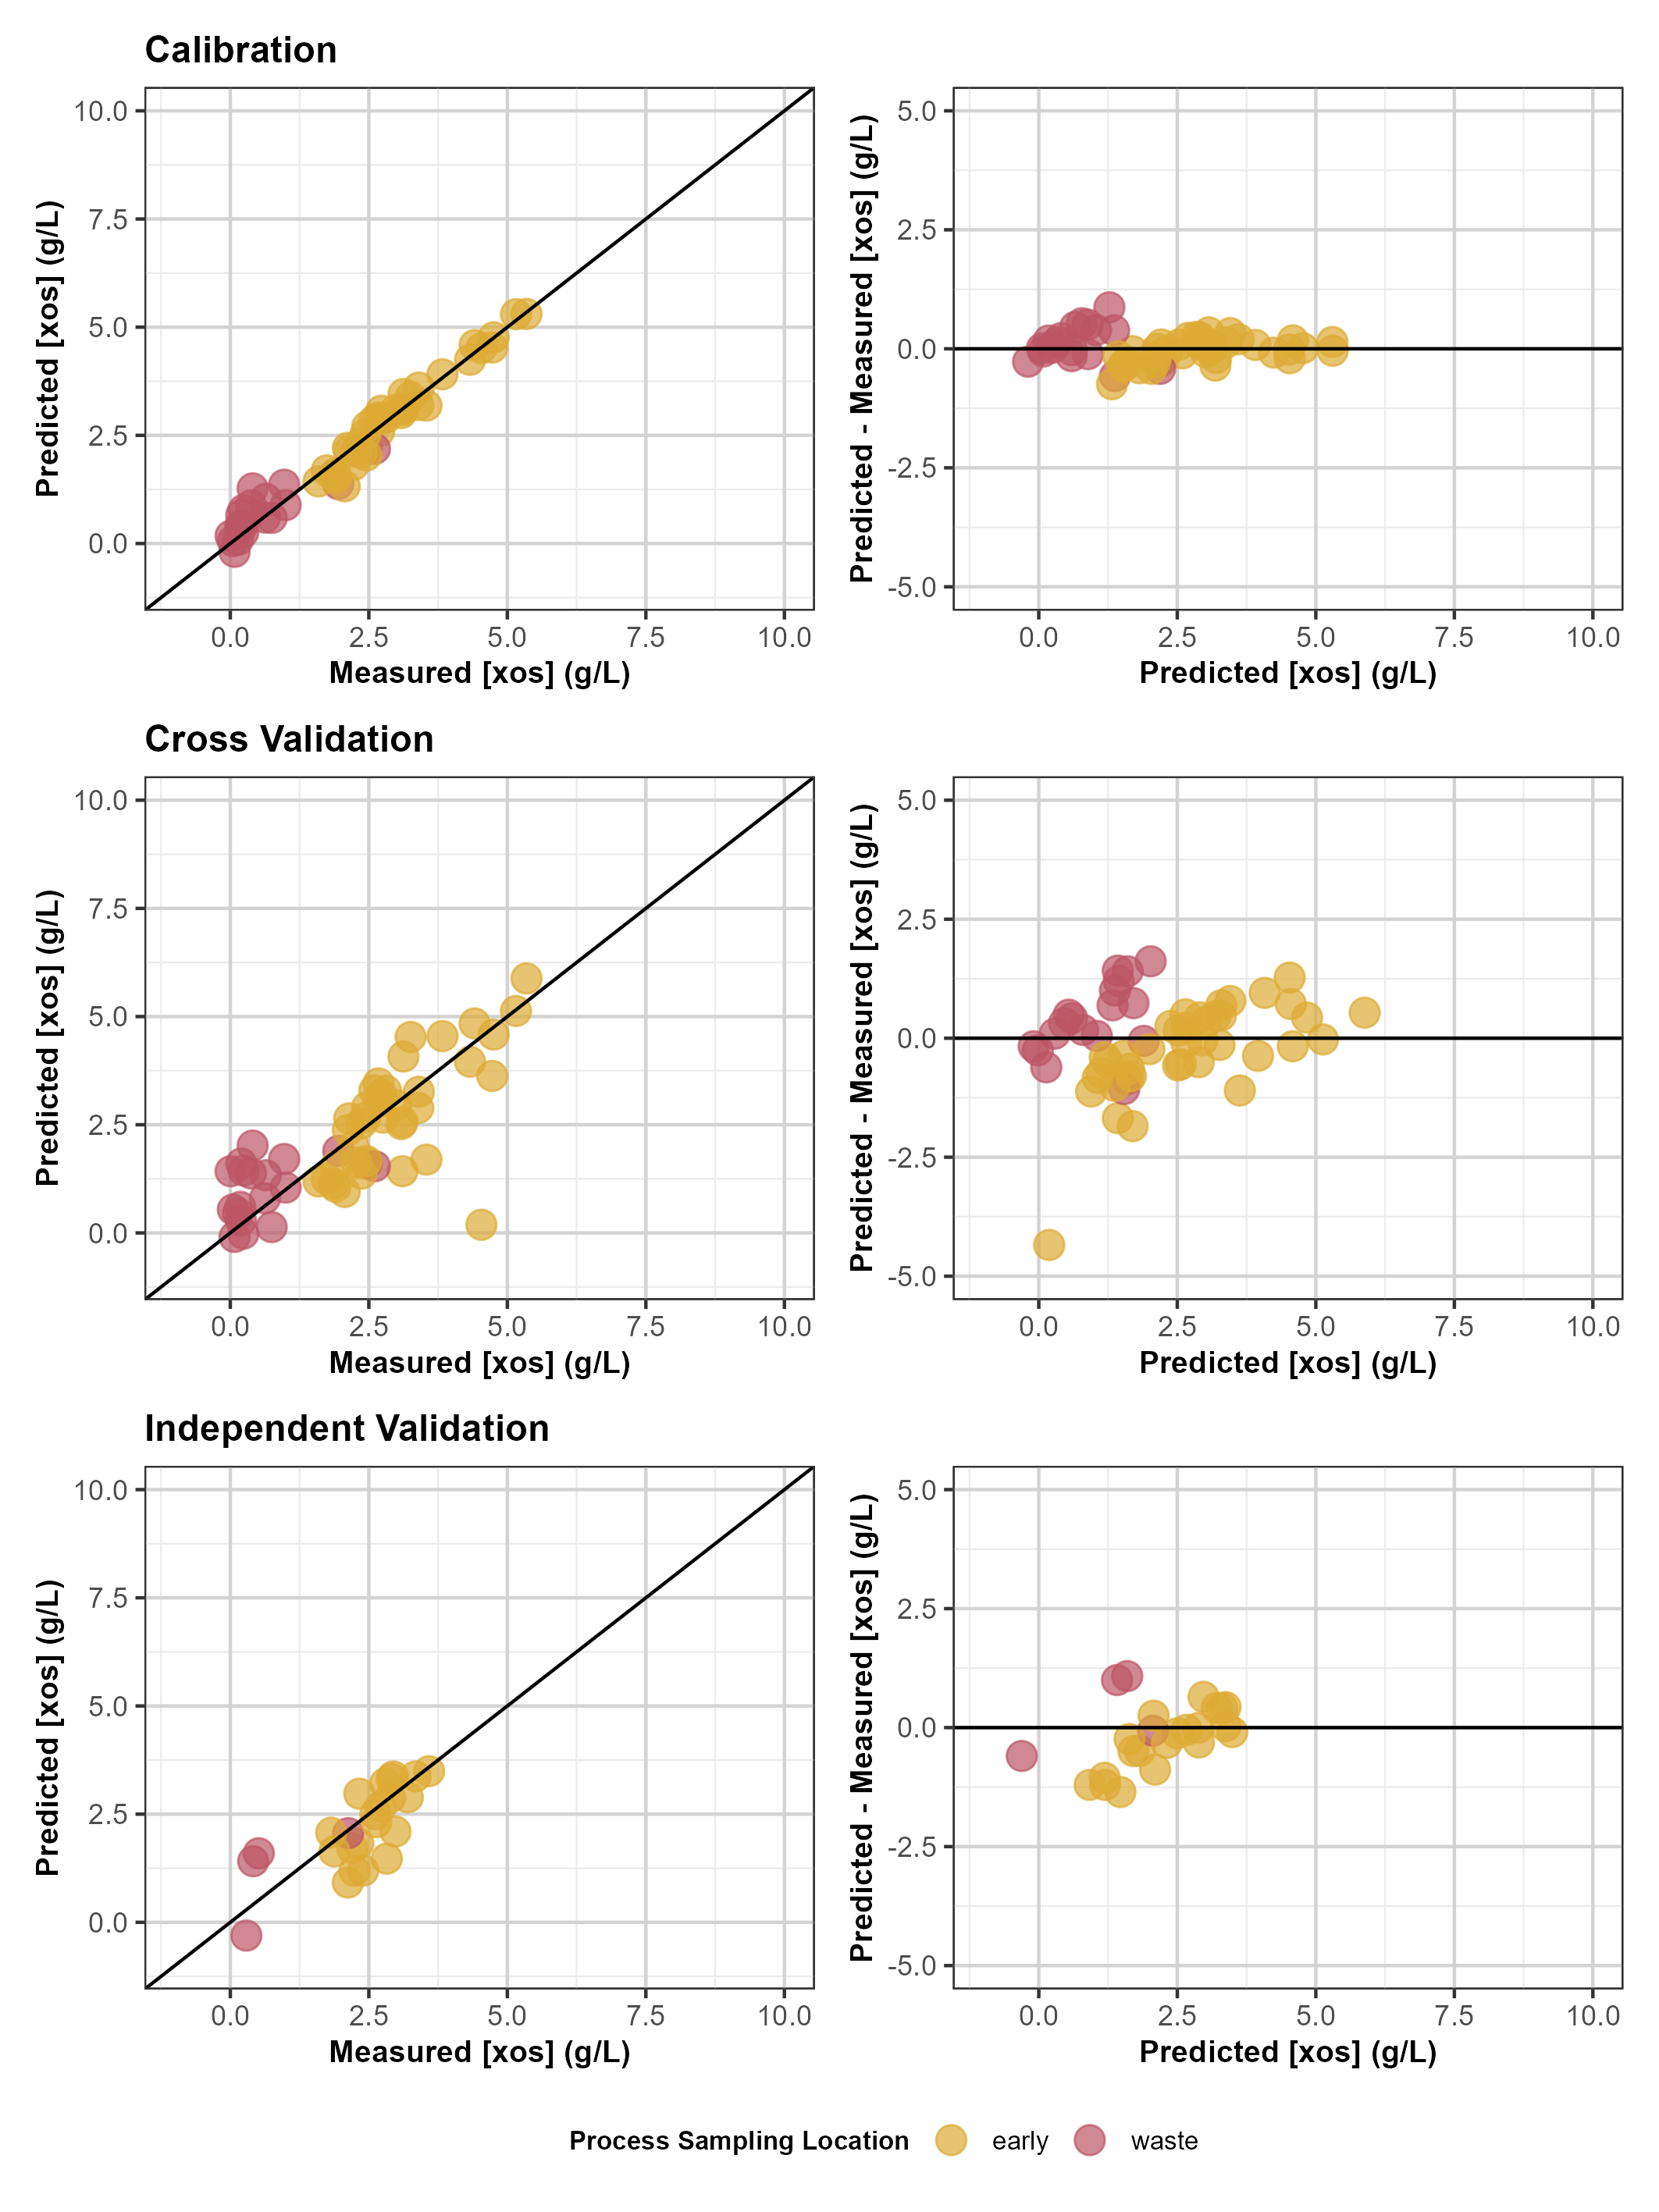 Calibration
Predicted [xos] (g/L)
10.0
7.5
5.0
2.5
0.0
0.0 2.5 5.0 7.5 10.0
Measured [xos] (g/L)
Predicted - Measured [xos] (g/L)
5.0
2.5
0.0
-2.5
-5.0
0.0 2.5 5.0 7.5 10.0
Predicted [xos] (g/L)
Cross Validation
Predicted [xos] (g/L)
10.0
7.5
5.0
2.5
0.0
0.0 2.5 5.0 7.5 10.0
Measured [xos] (g/L)
Predicted - Measured [xos] (g/L)
5.0
2.5
0.0
-2.5
-5.0
0.0 2.5 5.0 7.5 10.0
Predicted [xos] (g/L)
Independent Validation
Predicted [xos] (g/L)
10.0
7.5
5.0
2.5
0.0
0.0 2.5 5.0 7.5 10.0
Measured [xos] (g/L)
Predicted - Measured [xos] (g/L)
5.0
2.5
0.0
-2.5
-5.0
0.0 2.5 5.0 7.5 10.0
Predicted [xos] (g/L)
Process Sampling Location early waste